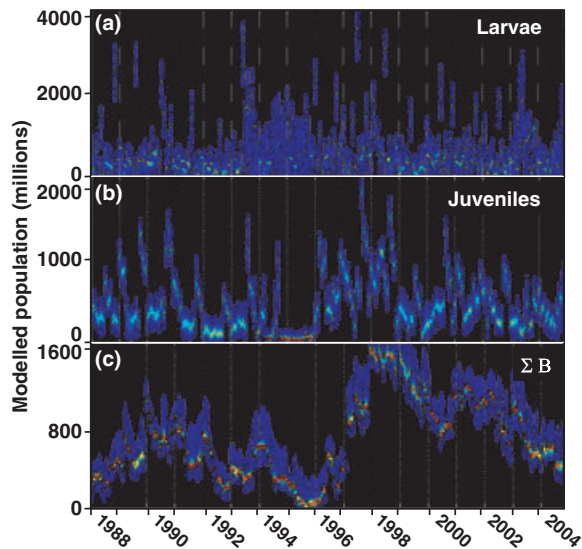 (a)
Larvae
4000
2000
0
(b)
Juveniles
2000
1000
0
(c)
Σ B
1600
800
0
Modelled population (millions)
1988
1990
1992
1994
1996
1998
2000
2002
2004